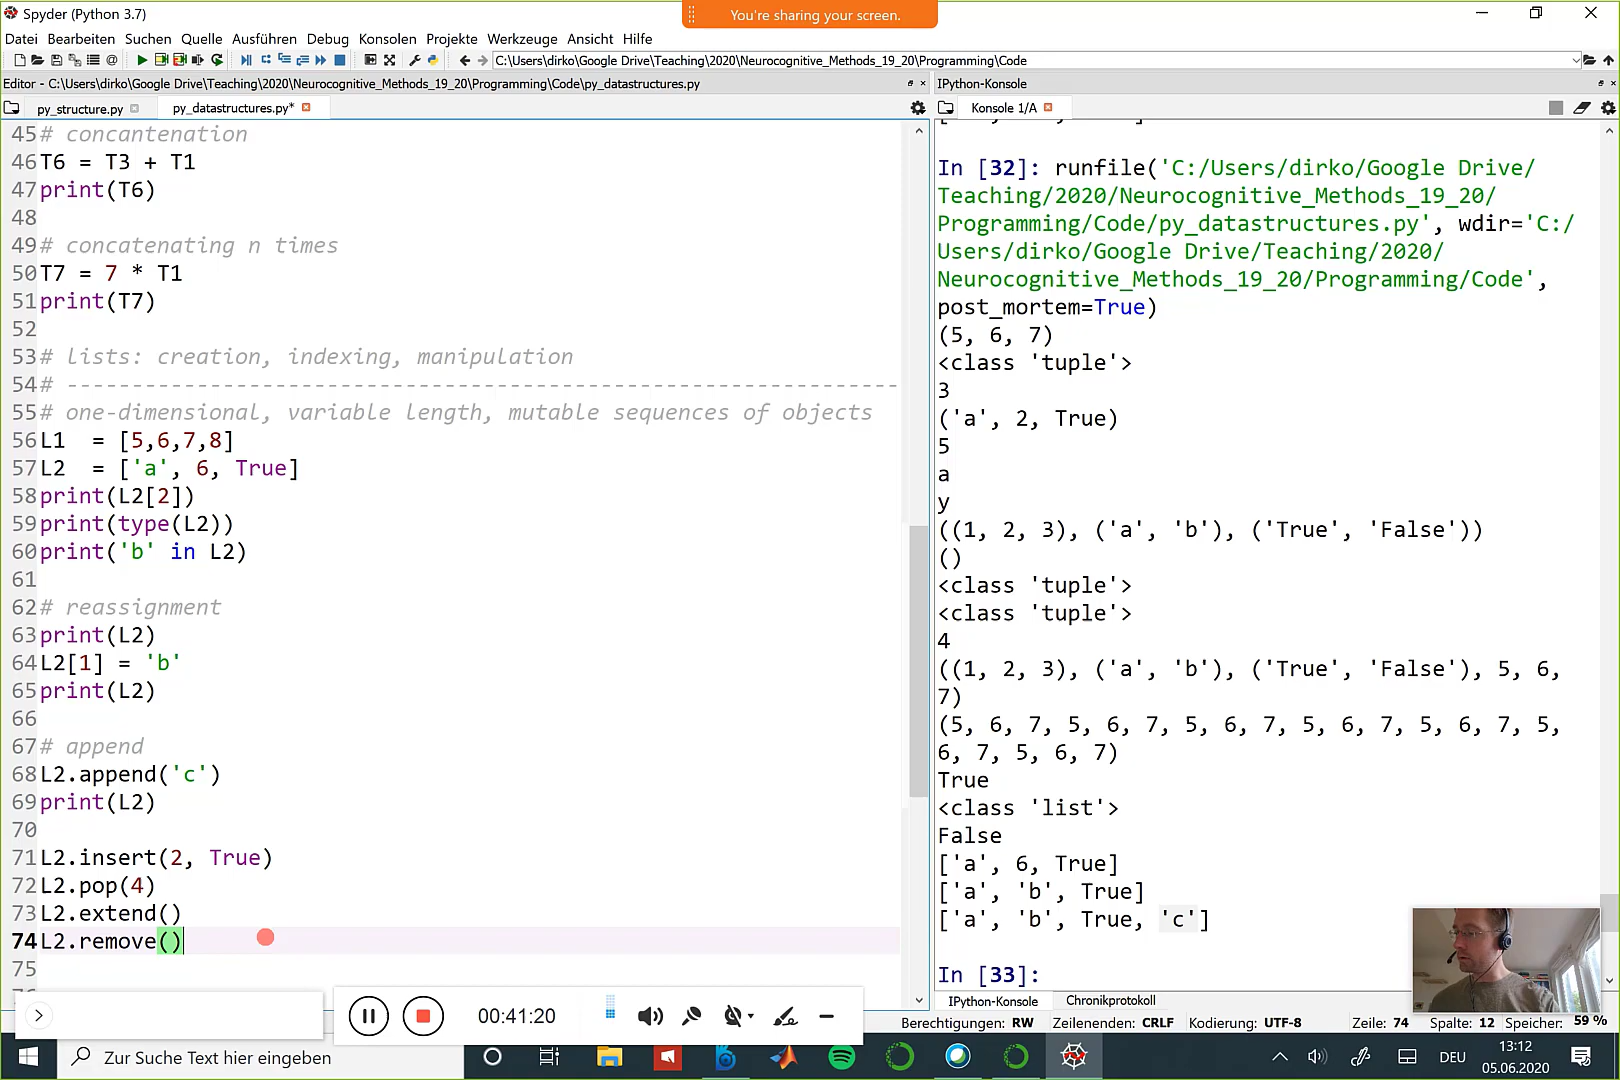 Spyder (Python 3.7)
You're sharing your screen.
Datei Bearbeiten Suchen Quelle Ausführen Debug Konsolen Projekte Werkzeuge Ansicht Hilfe
C:\Users\dirko\Google Drive\Teaching\2020\Neurocognitive_Methods_19_20\Programming\Code
Editor - C:\Users\dirko\Google Drive\Teaching\2020\Neurocognitive_Methods_19_20\Programming\Code\py_datastructures.py
py_structure.py py_datastructures.py*
45 # concantenation
46 T6 = T3 + T1
47 print(T6)
48
49 # concatenating n times
50 T7 = 7 * T1
51 print(T7)
52
53 # lists: creation, indexing, manipulation
54 # ----------------------------------------------------------------
55 # one-dimensional, variable length, mutable sequences of objects
56 L1  = [5,6,7,8]
57 L2  = ['a', 6, True]
58 print(L2[2])
59 print(type(L2))
60 print('b' in L2)
61
62 # reassignment
63 print(L2)
64 L2[1] = 'b'
65 print(L2)
66
67 # append
68 L2.append('c')
69 print(L2)
70
71 L2.insert(2, True)
72 L2.pop(4)
73 L2.extend()
74 L2.remove()
75
IPython-Konsole
Konsole 1/A
In [32]: runfile('C:/Users/dirko/Google Drive/
Teaching/2020/Neurocognitive_Methods_19_20/
Programming/Code/py_datastructures.py', wdir='C:/
Users/dirko/Google Drive/Teaching/2020/
Neurocognitive_Methods_19_20/Programming/Code',
post_mortem=True)
(5, 6, 7)
<class 'tuple'>
3
('a', 2, True)
5
a
y
((1, 2, 3), ('a', 'b'), ('True', 'False'))
()
<class 'tuple'>
<class 'tuple'>
4
((1, 2, 3), ('a', 'b'), ('True', 'False'), 5, 6,
7)
(5, 6, 7, 5, 6, 7, 5, 6, 7, 5, 6, 7, 5, 6, 7, 5,
6, 7, 5, 6, 7)
True
<class 'list'>
False
['a', 6, True]
['a', 'b', True]
['a', 'b', True, 'c']
In [33]:
IPython-Konsole Chronikprotokoll
00:41:20
Berechtigungen: RW Zeilenenden: CRLF Kodierung: UTF-8 Zeile: 74 Spalte: 12 Speicher: 59 %
Zur Suche Text hier eingeben
DEU
13:12
05.06.2020